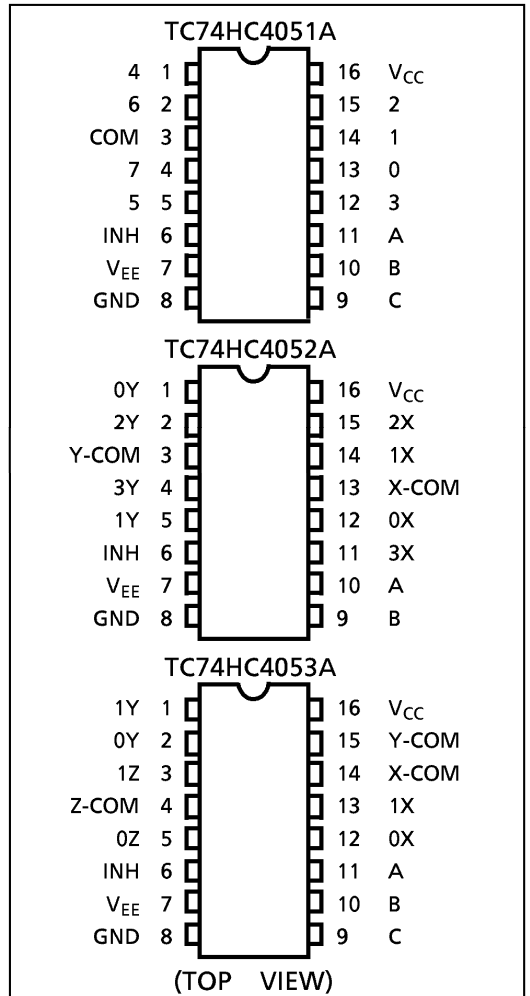 TC74HC4051A
4 1 16 VCC
6 2 15 2
COM 3 14 1
7 4 13 0
5 5 12 3
INH 6 11 A
VEE 7 10 B
GND 8 9 C
TC74HC4052A
0Y 1 16 VCC
2Y 2 15 2X
Y-COM 3 14 1X
3Y 4 13 X-COM
1Y 5 12 0X
INH 6 11 3X
VEE 7 10 A
GND 8 9 B
TC74HC4053A
1Y 1 16 VCC
0Y 2 15 Y-COM
1Z 3 14 X-COM
Z-COM 4 13 1X
0Z 5 12 0X
INH 6 11 A
VEE 7 10 B
GND 8 9 C
(TOP VIEW)